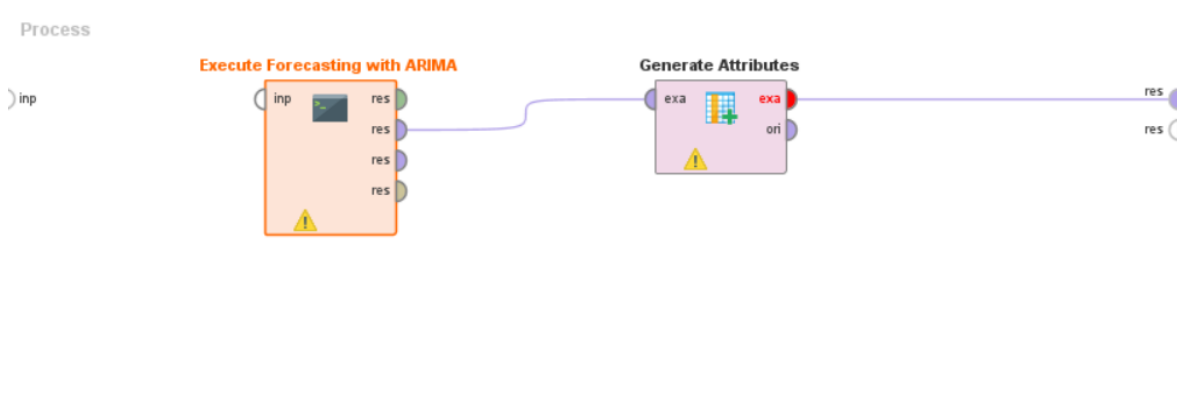 Process
Execute Forecasting with ARIMA
Generate Attributes
inp
inp
res
res
res
res
exa
exa
ori
res
res